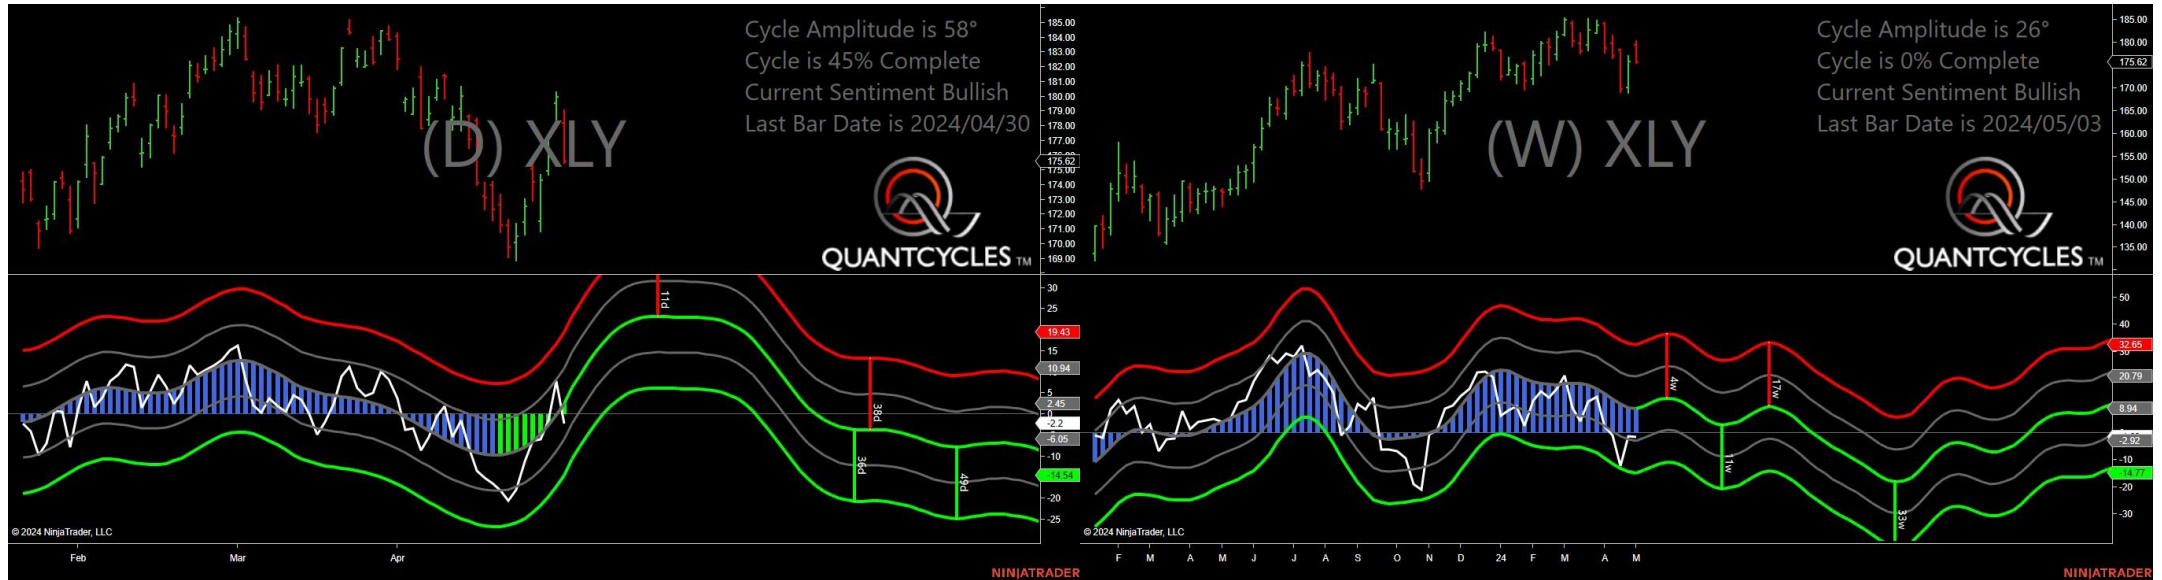 Cycle Amplitude is 58°
Cycle is 45% Complete
Current Sentiment Bullish
Last Bar Date is 2024/04/30
(D) XLY
QUANTCYCLES TM
185.00
184.00
183.00
182.00
181.00
180.00
179.00
178.00
177.00
175.62
174.00
173.00
172.00
171.00
170.00
169.00
30
25
19.43
15
10.94
5
2.45
0
-2.2
-6.05
-10
-14.54
-20
-25
11d
38d
36d
49d
© 2024 NinjaTrader, LLC
Feb Mar Apr
NINJATRADER
Cycle Amplitude is 26°
Cycle is 0% Complete
Current Sentiment Bullish
Last Bar Date is 2024/05/03
(W) XLY
QUANTCYCLES TM
185.00
180.00
175.62
170.00
165.00
160.00
155.00
150.00
145.00
140.00
135.00
50
40
32.65
30
20.79
8.94
-2.92
-10
-14.77
-20
-30
4w
17w
11w
33w
© 2024 NinjaTrader, LLC
F M A M J J A S O N D 24 F M A M
NINJATRADER